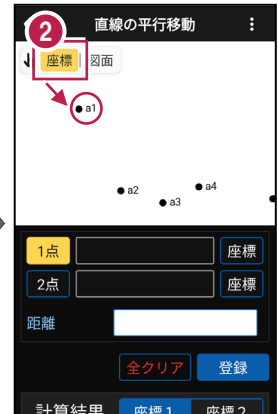 直線の平行移動
2
座標 図面
a1
a2
a4
a3
1点 座標
2点 座標
距離
全クリア 登録
計算結果 座標1 座標2